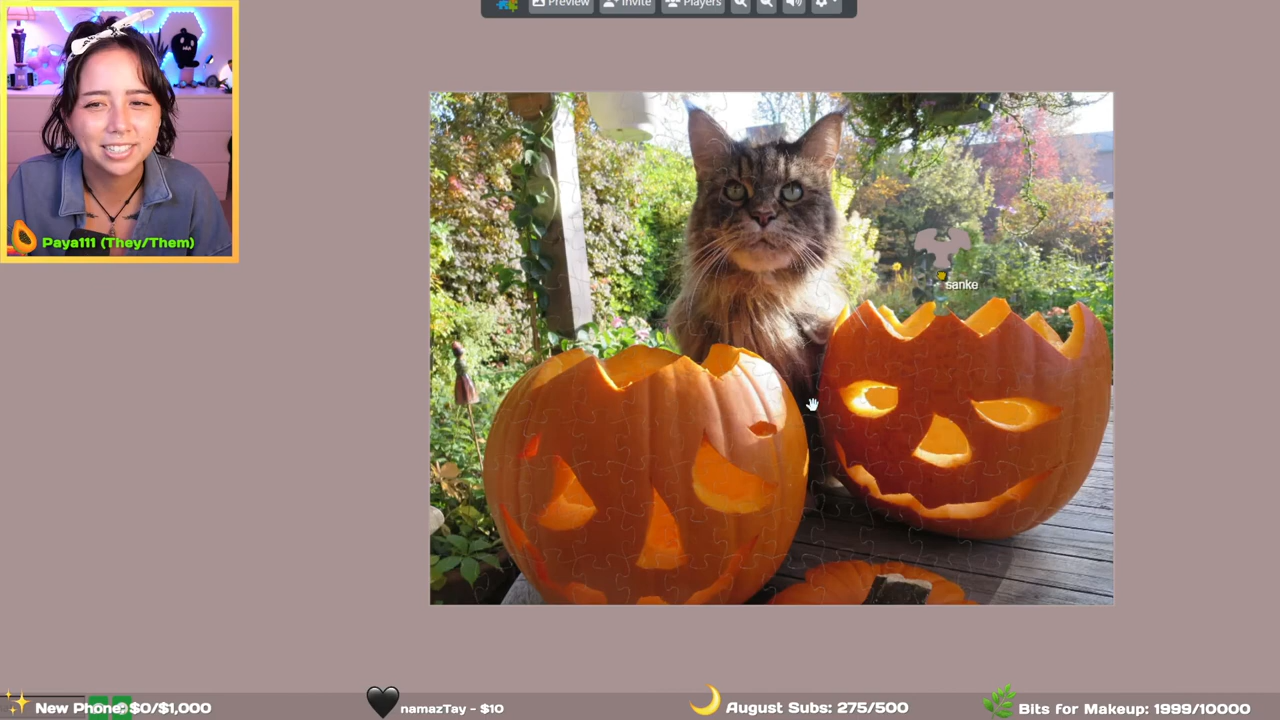 Preview
Invite
Players
Paya111 (They/Them)
sanke
New Phone: $0/$1,000
namazTay - $10
August Subs: 275/500
Bits for Makeup: 1999/10000